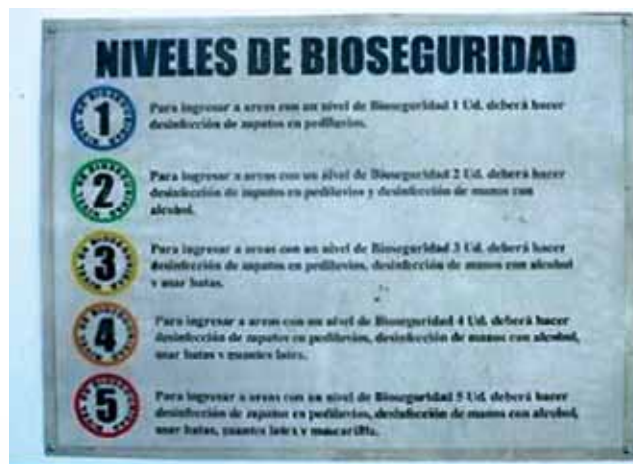 NIVELES DE BIOSEGURIDAD
1
Para ingresar a areas con un nivel de Bioseguridad 1 Ud. deberá hacer
desinfección de zapatos en pediluvios.
2
Para ingresar a areas con un nivel de Bioseguridad 2 Ud. deberá hacer
desinfección de zapatos en pediluvios y desinfección de manos con
alcohol.
3
Para ingresar a areas con un nivel de Bioseguridad 3 Ud. deberá hacer
desinfección de zapatos en pediluvios, desinfección de manos con alcohol
y usar batas.
4
Para ingresar a areas con un nivel de Bioseguridad 4 Ud. deberá hacer
desinfección de zapatos en pediluvios, desinfección de manos con alcohol,
usar batas y guantes latex.
5
Para ingresar a areas con un nivel de Bioseguridad 5 Ud. deberá hacer
desinfección de zapatos en pediluvios, desinfección de manos con alcohol,
usar batas, guantes latex y mascarilla.